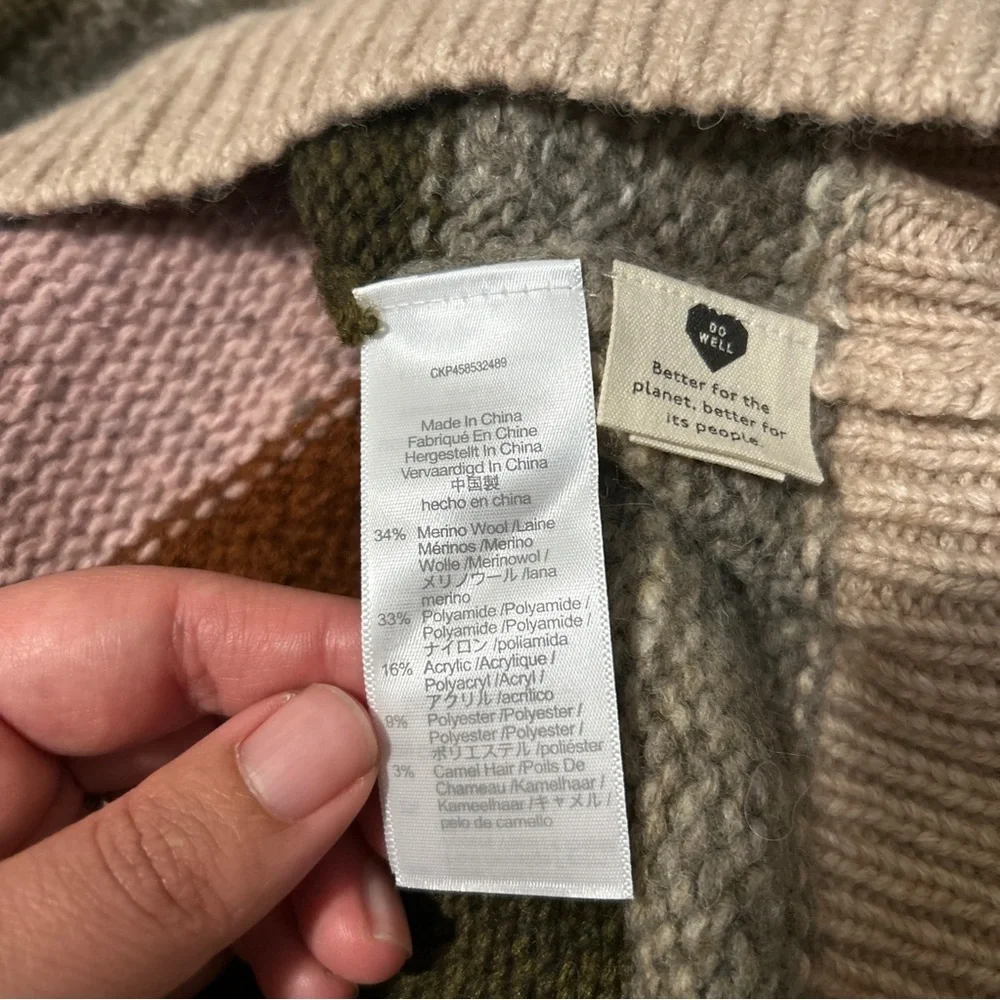 CKP458532489
Made In China
Fabriqué En Chine
Hergestellt In China
Vervaardigd In China
中国製
hecho en china
34% Merino Wool /Laine
Mérinos /Merino
Wolle /Merinowol /
メリノウール /lana
merino
33% Polyamide /Polyamide /
Polyamide /Polyamide /
ナイロン /poliamida
16% Acrylic /Acrylique /
Polyacryl /Acryl /
アクリル /acrílico
Polyester /Polyester /
Polyester /Polyester /
ポリエステル /poliéster
3% Camel Hair /Poils De
Chameau /Kamelhaar /
Kameelhaar /キャメル /
pelo de camello
DO
WELL
Better for the
planet, better for
its people.